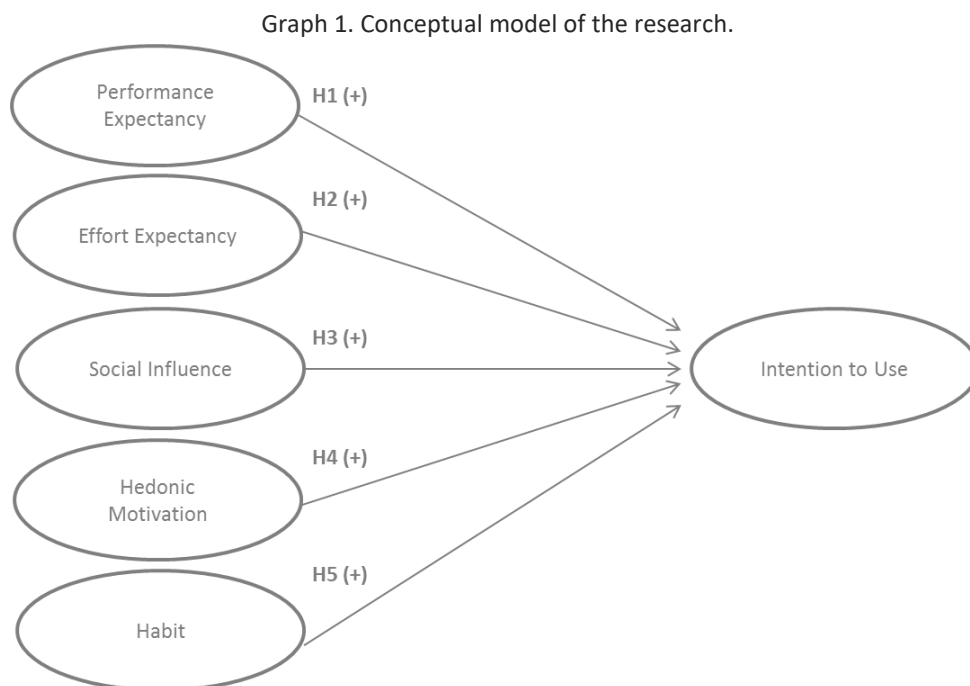 Graph 1. Conceptual model of the research.
Performance
Expectancy
H1 (+)
Effort Expectancy
H2 (+)
Social Influence
H3 (+)
Intention to Use
Hedonic
Motivation
H4 (+)
Habit
H5 (+)